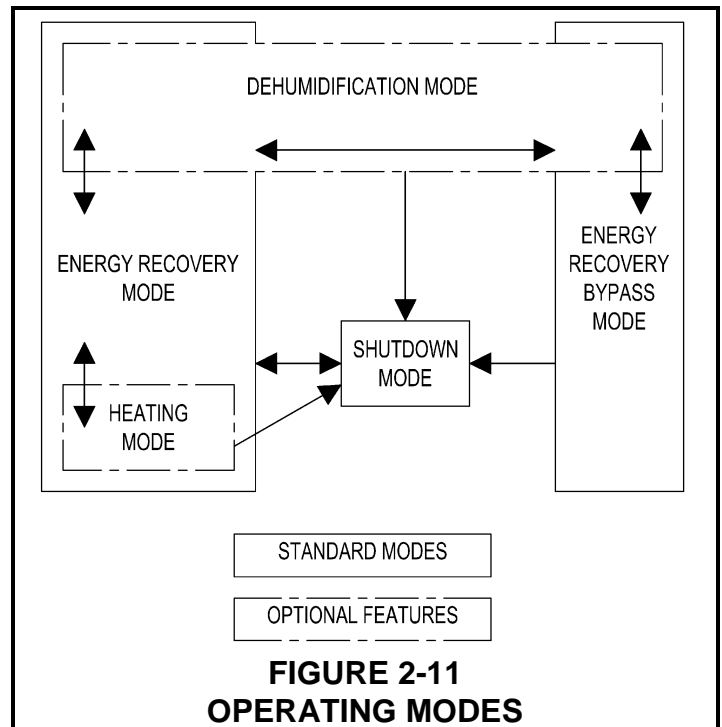 DEHUMIDIFICATION MODE
ENERGY RECOVERY
MODE
ENERGY
RECOVERY
BYPASS
MODE
SHUTDOWN
MODE
HEATING
MODE
STANDARD MODES
OPTIONAL FEATURES
FIGURE 2-11
OPERATING MODES